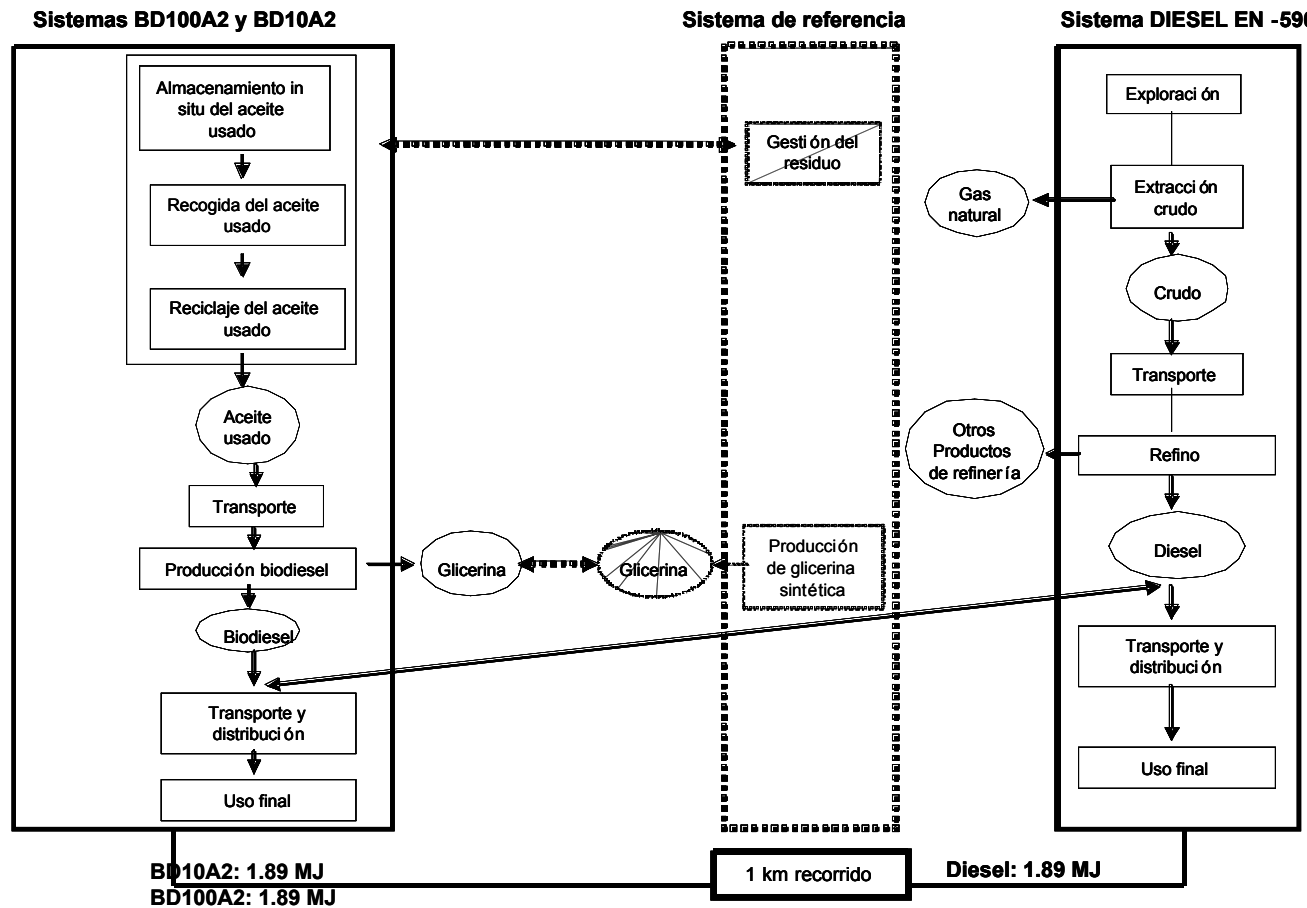 Sistemas BD100A2 y BD10A2
Almacenamiento in
situ del aceite
usado
Recogida del aceite
usado
Reciclaje del aceite
usado
Aceite
usado
Transporte
Producción biodiesel
Glicerina
Biodiesel
Transporte y
distribución
Uso final
Sistema de referencia
Gestión del
residuo
Glicerina
Producción
de glicerina
sintética
Sistema DIESEL EN -590
Exploración
Extracción
crudo
Gas
natural
Crudo
Transporte
Otros
Productos
de refinería
Refino
Diesel
Transporte y
distribución
Uso final
BD10A2: 1.89 MJ
BD100A2: 1.89 MJ
1 km recorrido
Diesel: 1.89 MJ